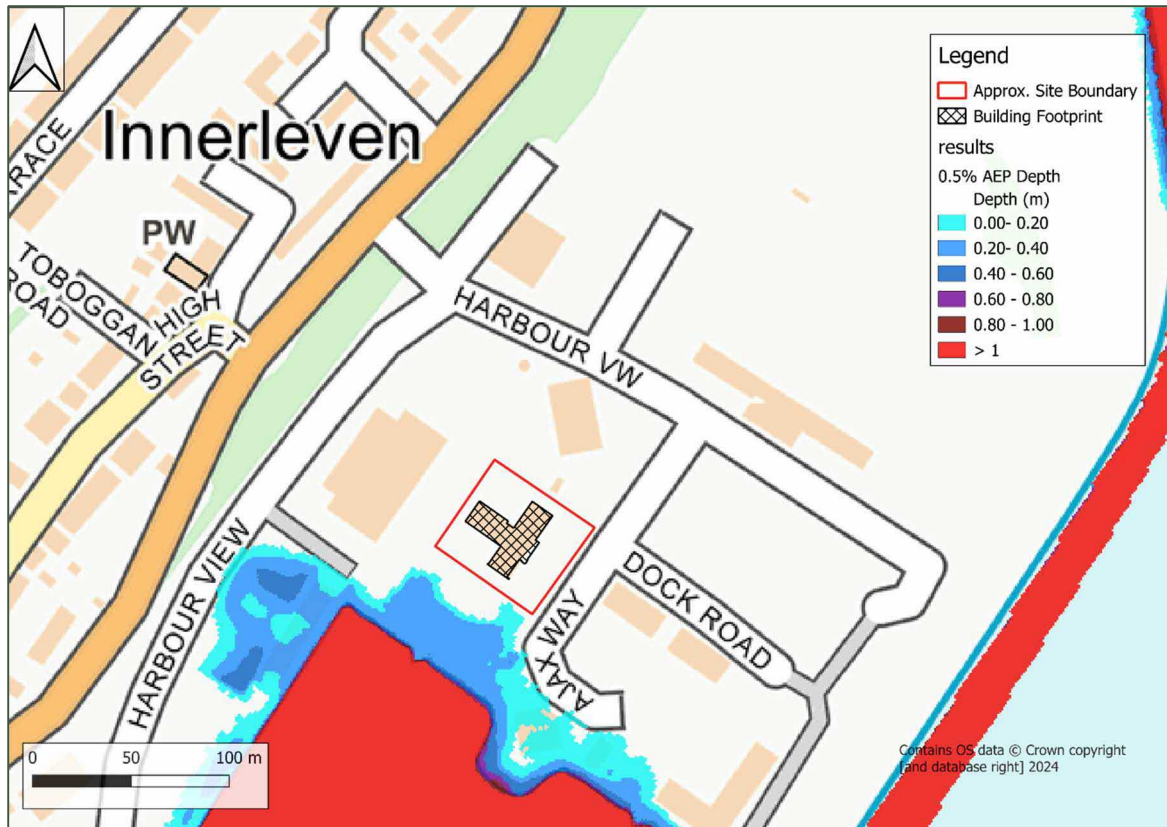 Innerleven
RRACE
PW
TOBOGGAN
ROAD
HIGH
STREET
HARBOUR VW
HARBOUR VIEW
DOCK ROAD
AJAX WAY
Legend
Approx. Site Boundary
Building Footprint
results
0.5% AEP Depth
Depth (m)
0.00- 0.20
0.20- 0.40
0.40 - 0.60
0.60 - 0.80
0.80 - 1.00
> 1
0 50 100 m
Contains OS data © Crown copyright
[and database right] 2024